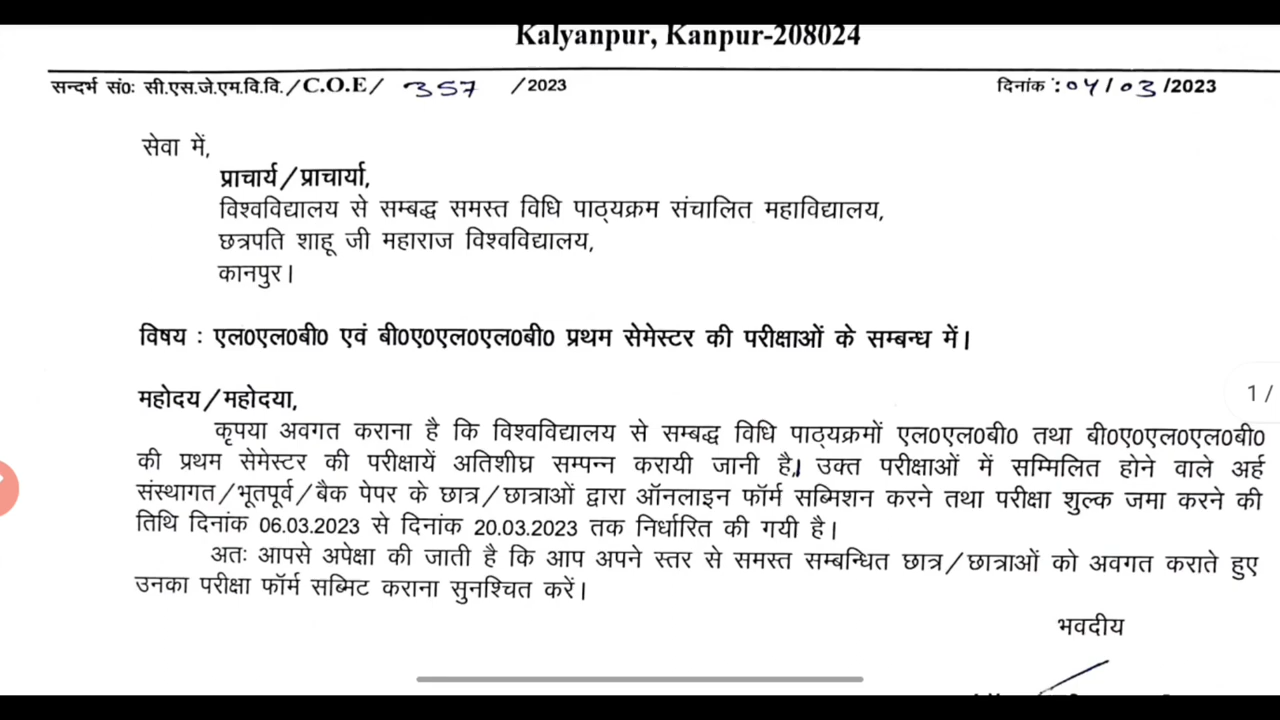 Kalyanpur, Kanpur-208024
सन्दर्भ सं0: सी.एस.जे.एम.वि.वि./C.O.E/ 357 /2023 दिनांक :04/03/2023
सेवा में,
प्राचार्य/प्राचार्या,
विश्वविद्यालय से सम्बद्ध समस्त विधि पाठ्यक्रम संचालित महाविद्यालय,
छत्रपति शाहू जी महाराज विश्वविद्यालय,
कानपुर।
विषय : एल0एल0बी0 एवं बी0ए0एल0एल0बी0 प्रथम सेमेस्टर की परीक्षाओं के सम्बन्ध में।
महोदय/महोदया,
1 /
कृपया अवगत कराना है कि विश्वविद्यालय से सम्बद्ध विधि पाठ्यक्रमों एल0एल0बी0 तथा बी0ए0एल0एल0बी0
की प्रथम सेमेस्टर की परीक्षायें अतिशीघ्र सम्पन्न करायी जानी है। उक्त परीक्षाओं में सम्मिलित होने वाले अर्ह
संस्थागत/भूतपूर्व/बैक पेपर के छात्र/छात्राओं द्वारा ऑनलाइन फॉर्म सब्मिशन करने तथा परीक्षा शुल्क जमा करने की
तिथि दिनांक 06.03.2023 से दिनांक 20.03.2023 तक निर्धारित की गयी है।
अतः आपसे अपेक्षा की जाती है कि आप अपने स्तर से समस्त सम्बन्धित छात्र/छात्राओं को अवगत कराते हुए
उनका परीक्षा फॉर्म सब्मिट कराना सुनश्चित करें।
भवदीय